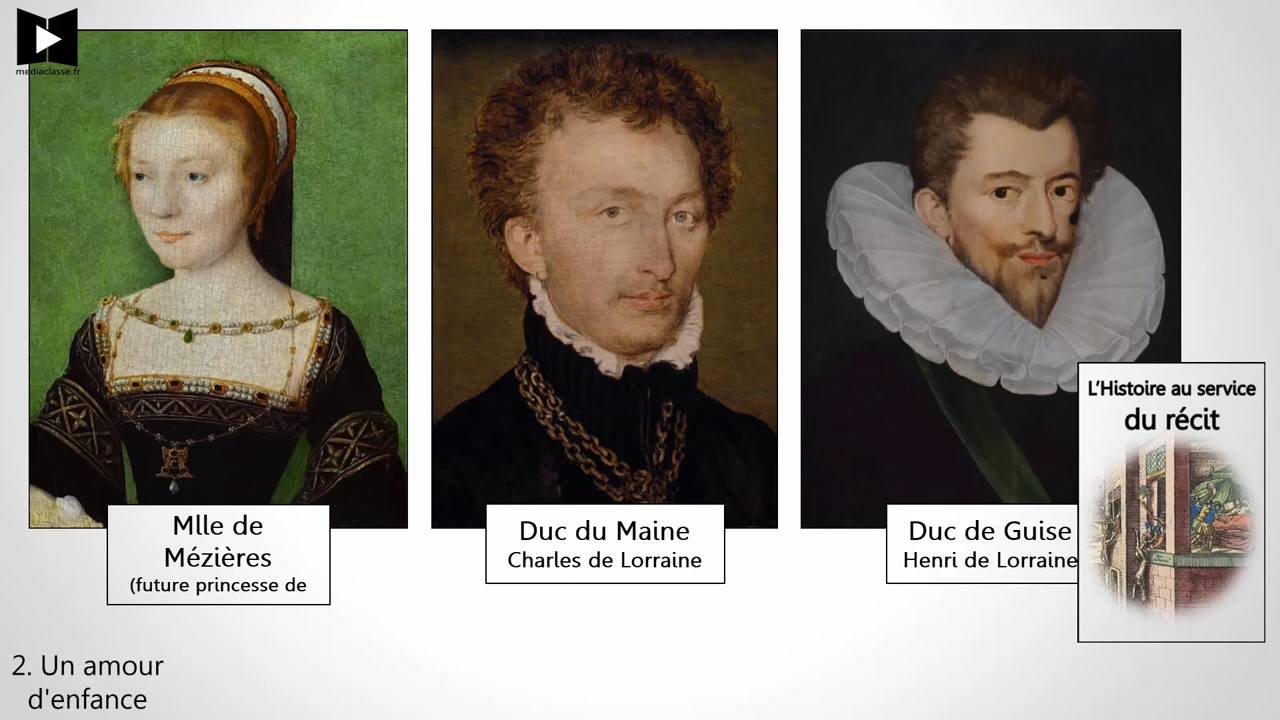 mediaclasse.fr
Mlle de
Mézières
(future princesse de
Duc du Maine
Charles de Lorraine
Duc de Guise
Henri de Lorraine
L'Histoire au service
du récit
2. Un amour
d'enfance